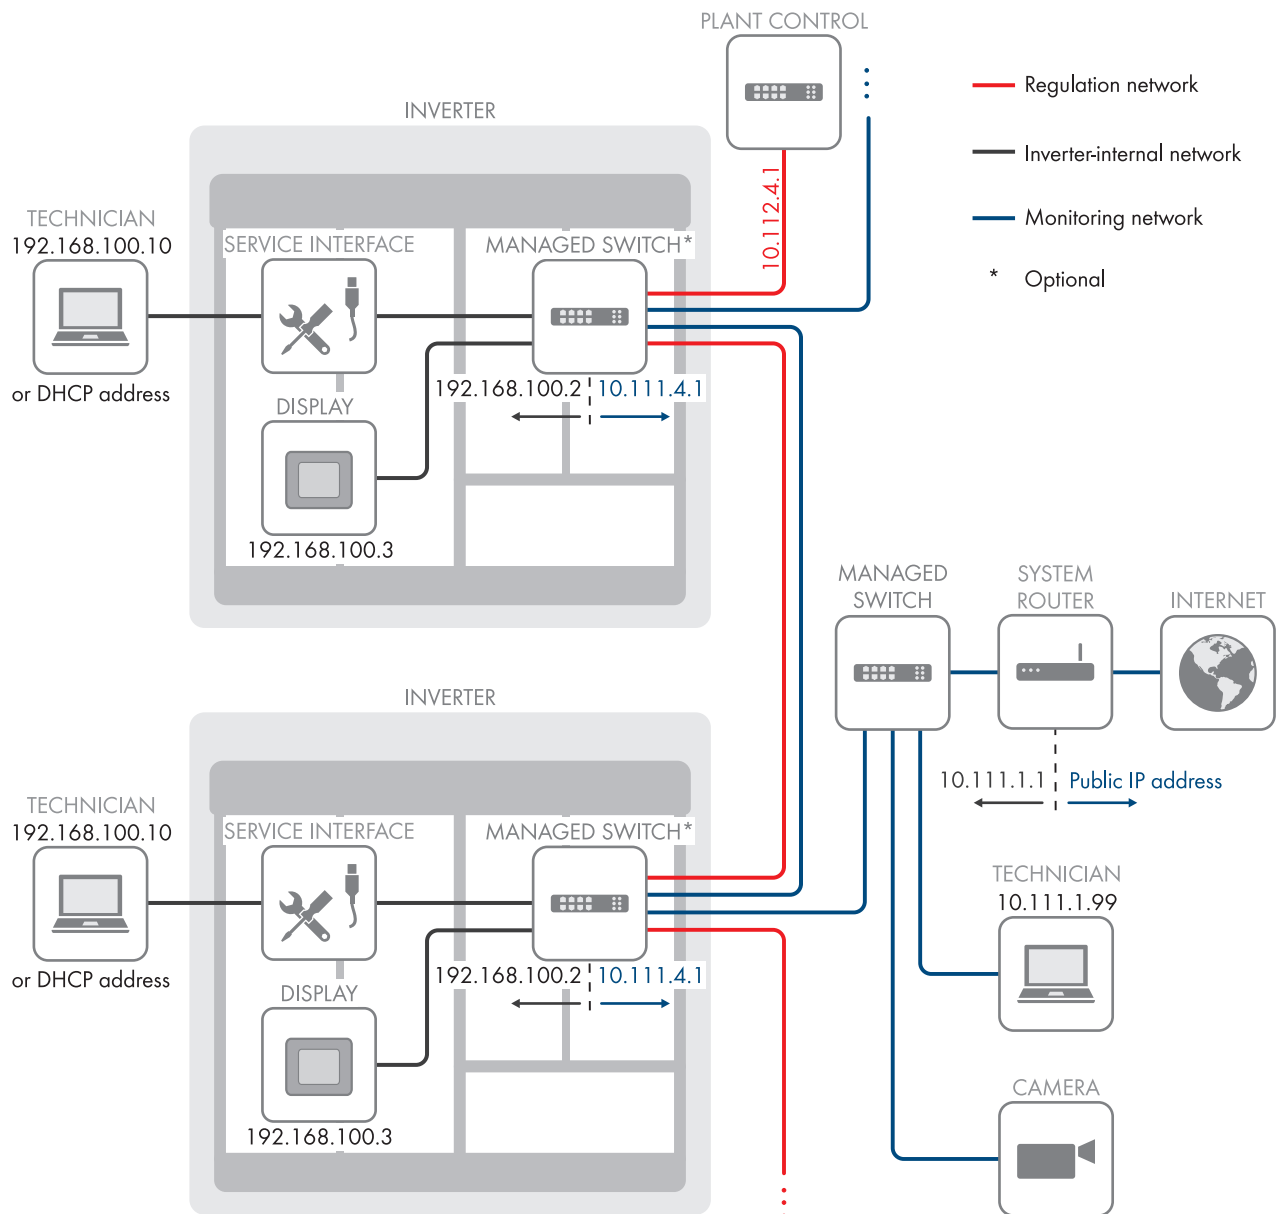 PLANT CONTROL
Regulation network
Inverter-internal network
Monitoring network
* Optional
10.112.4.1
INVERTER
TECHNICIAN
192.168.100.10
or DHCP address
SERVICE INTERFACE
MANAGED SWITCH*
192.168.100.2
10.111.4.1
DISPLAY
192.168.100.3
MANAGED
SWITCH
SYSTEM
ROUTER
INTERNET
10.111.1.1
Public IP address
INVERTER
TECHNICIAN
192.168.100.10
or DHCP address
SERVICE INTERFACE
MANAGED SWITCH*
192.168.100.2
10.111.4.1
DISPLAY
192.168.100.3
TECHNICIAN
10.111.1.99
CAMERA